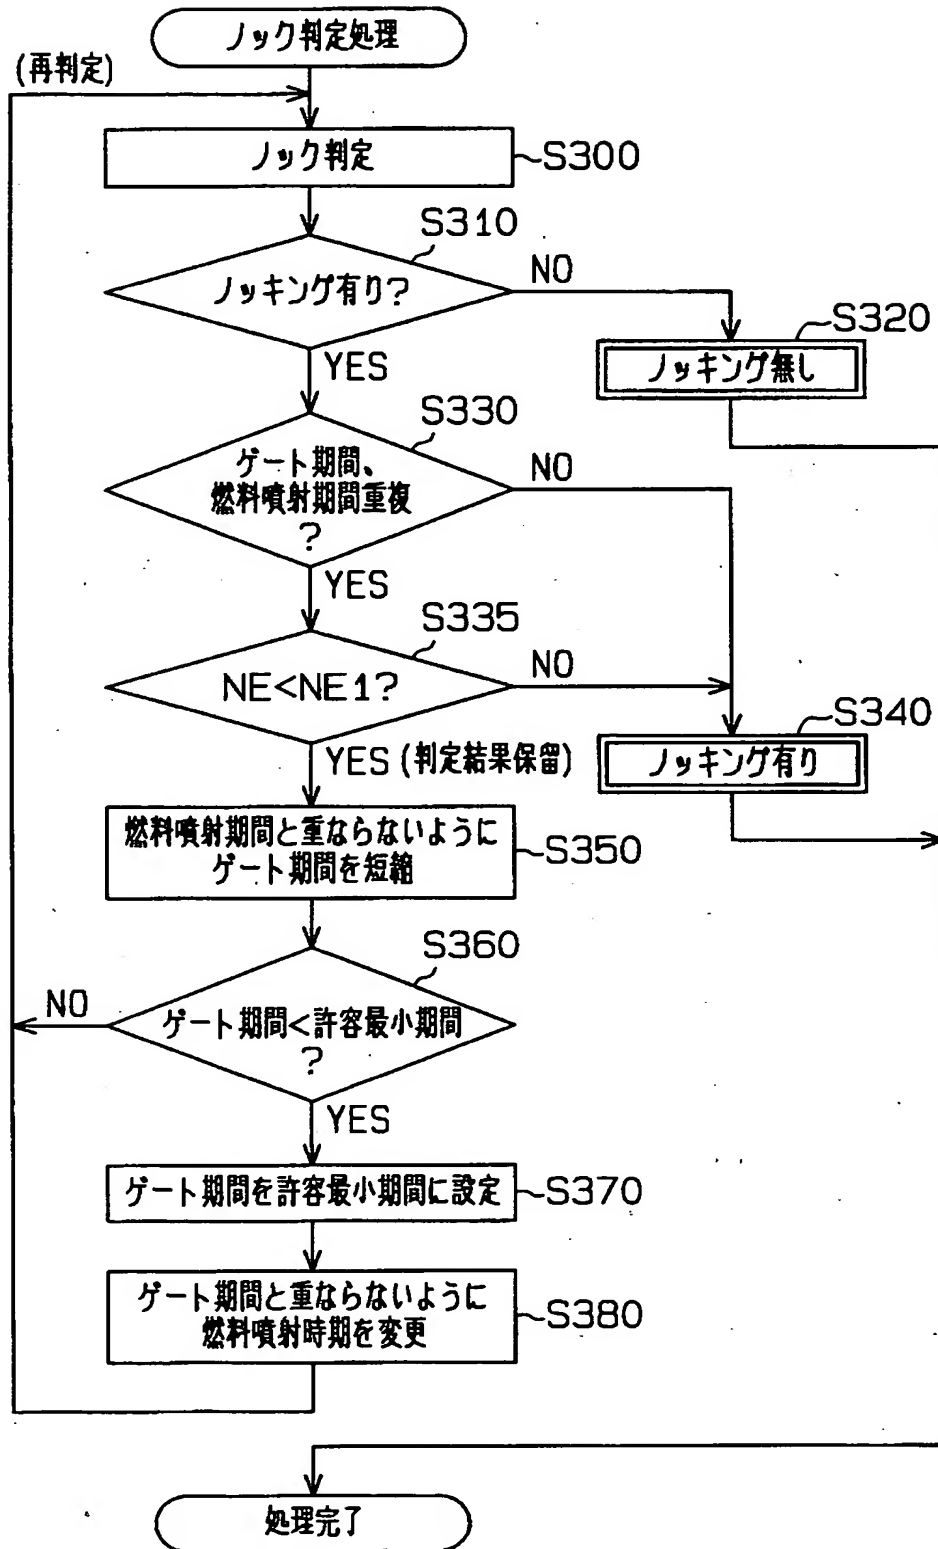 ノック判定処理
(再判定)
ノック判定
S300
S310
ノッキング有り?
NO
S320
ノッキング無し
YES
S330
ゲート期間、
燃料噴射期間重複
?
NO
YES
S335
NE<NE1?
NO
S340
ノッキング有り
YES (判定結果保留)
燃料噴射期間と重ならないように
ゲート期間を短縮
S350
S360
NO
ゲート期間<許容最小期間
?
YES
ゲート期間を許容最小期間に設定
S370
ゲート期間と重ならないように
燃料噴射時期を変更
S380
処理完了